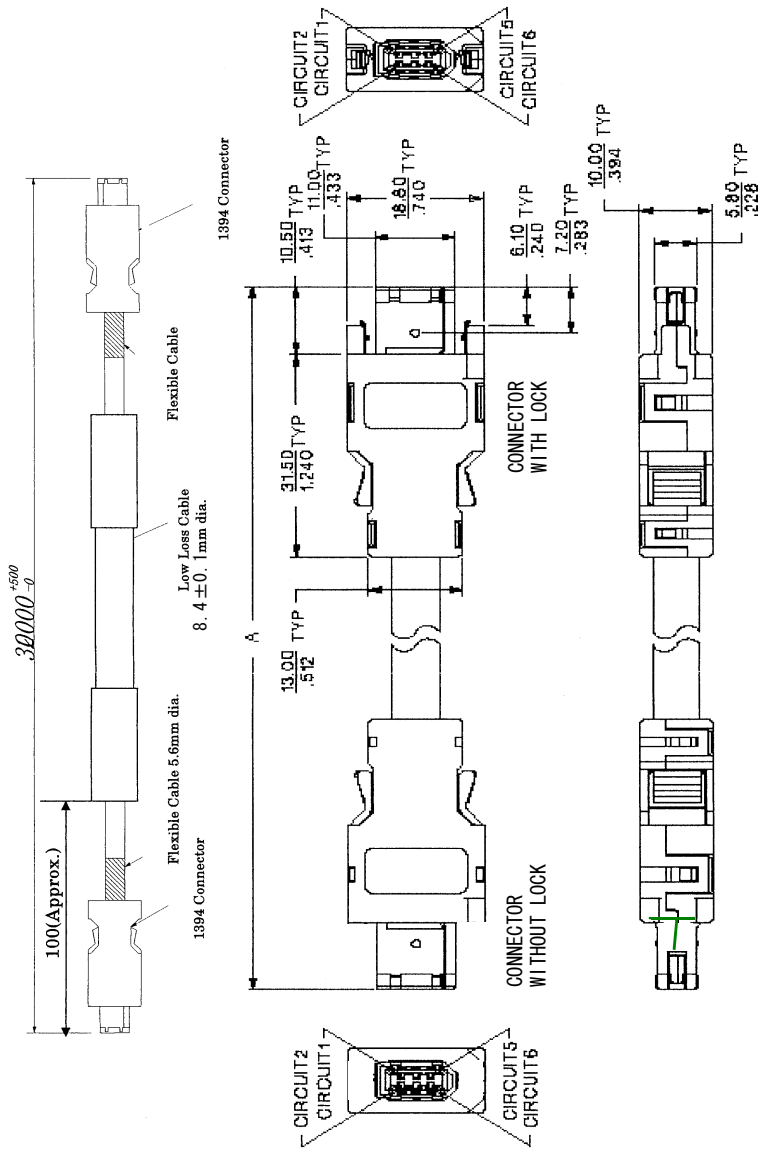 CIRCUIT2
CIRCUIT1
CIRCUIT5
CIRCUIT6
+500
-0
1394 Connector
Flexible Cable
Low Loss Cable
8.4±0.1mm dia.
Flexible Cable 5.6mm dia.
1394 Connector
100(Approx.)
10.50 TYP
.413
11.00 TYP
.433
18.80
.740
6.10 TYP
.240
7.20 TYP
.283
31.50 TYP
1.240
13.00 TYP
.512
A
CONNECTOR
WITH LOCK
CONNECTOR
WITHOUT LOCK
10.00 TYP
.394
5.80 TYP
.228
CIRCUIT2
CIRCUIT1
CIRCUIT5
CIRCUIT6